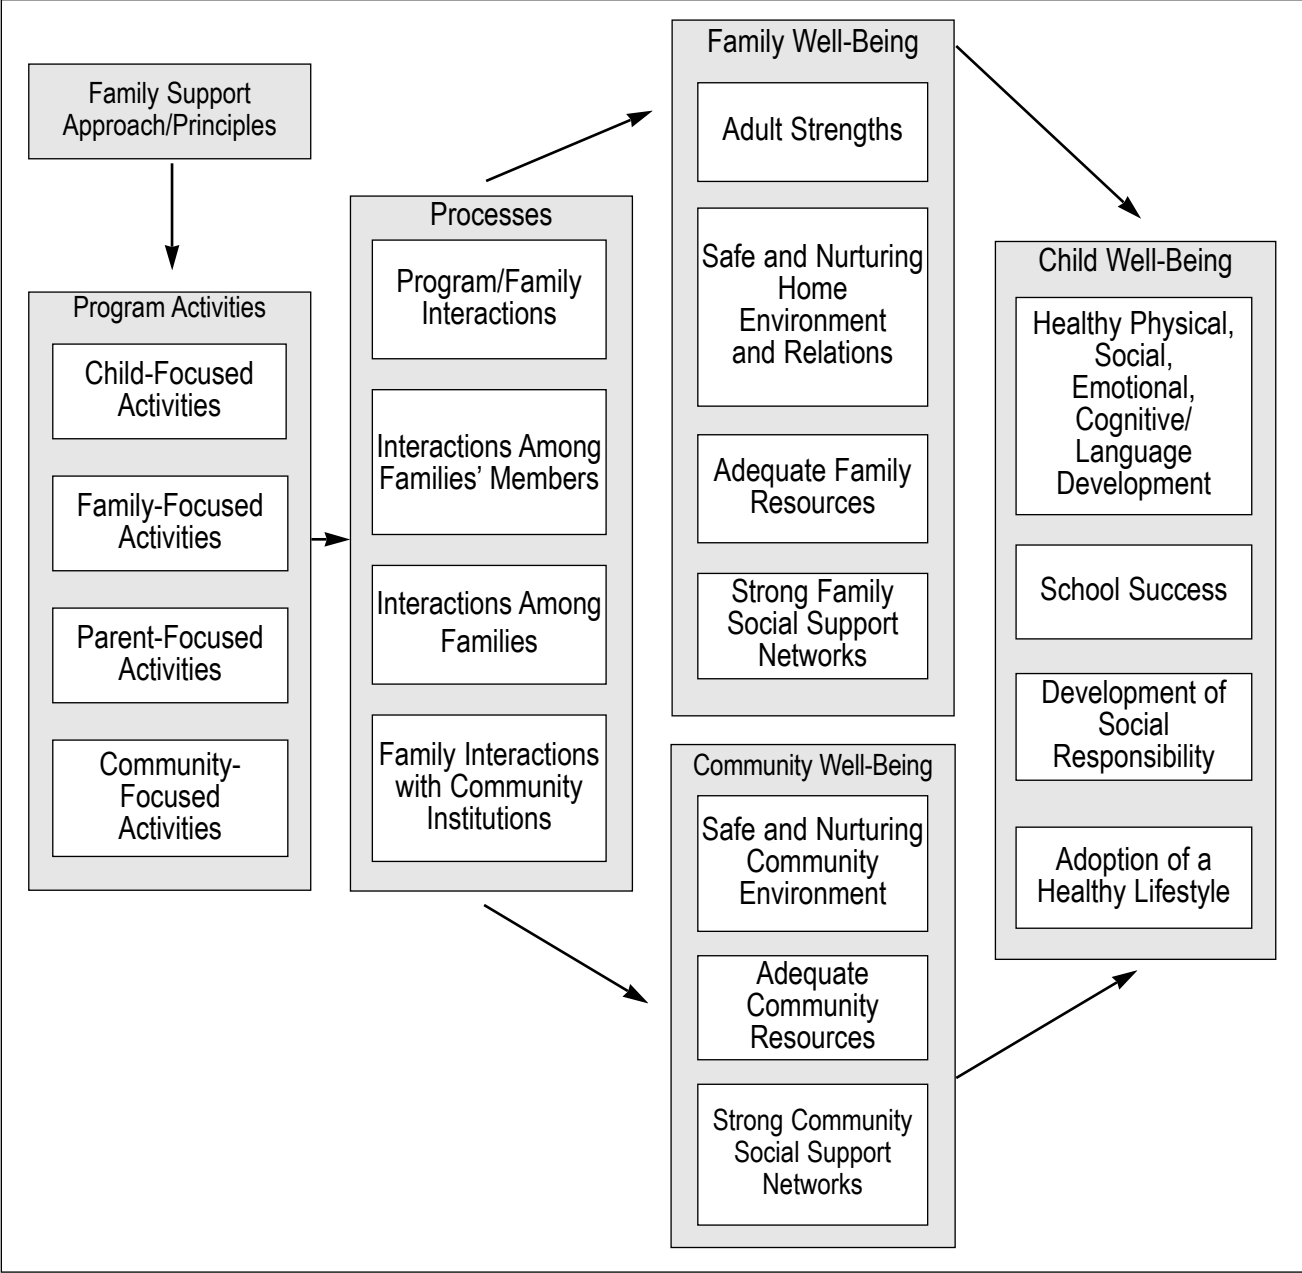 Family Support
Approach/Principles
Program Activities
Child-Focused
Activities
Family-Focused
Activities
Parent-Focused
Activities
Community-
Focused
Activities
Processes
Program/Family
Interactions
Interactions Among
Families’ Members
Interactions Among
Families
Family Interactions
with Community
Institutions
Family Well-Being
Adult Strengths
Safe and Nurturing
Home
Environment
and Relations
Adequate Family
Resources
Strong Family
Social Support
Networks
Community Well-Being
Safe and Nurturing
Community
Environment
Adequate
Community
Resources
Strong Community
Social Support
Networks
Child Well-Being
Healthy Physical,
Social,
Emotional,
Cognitive/
Language
Development
School Success
Development of
Social
Responsibility
Adoption of a
Healthy Lifestyle